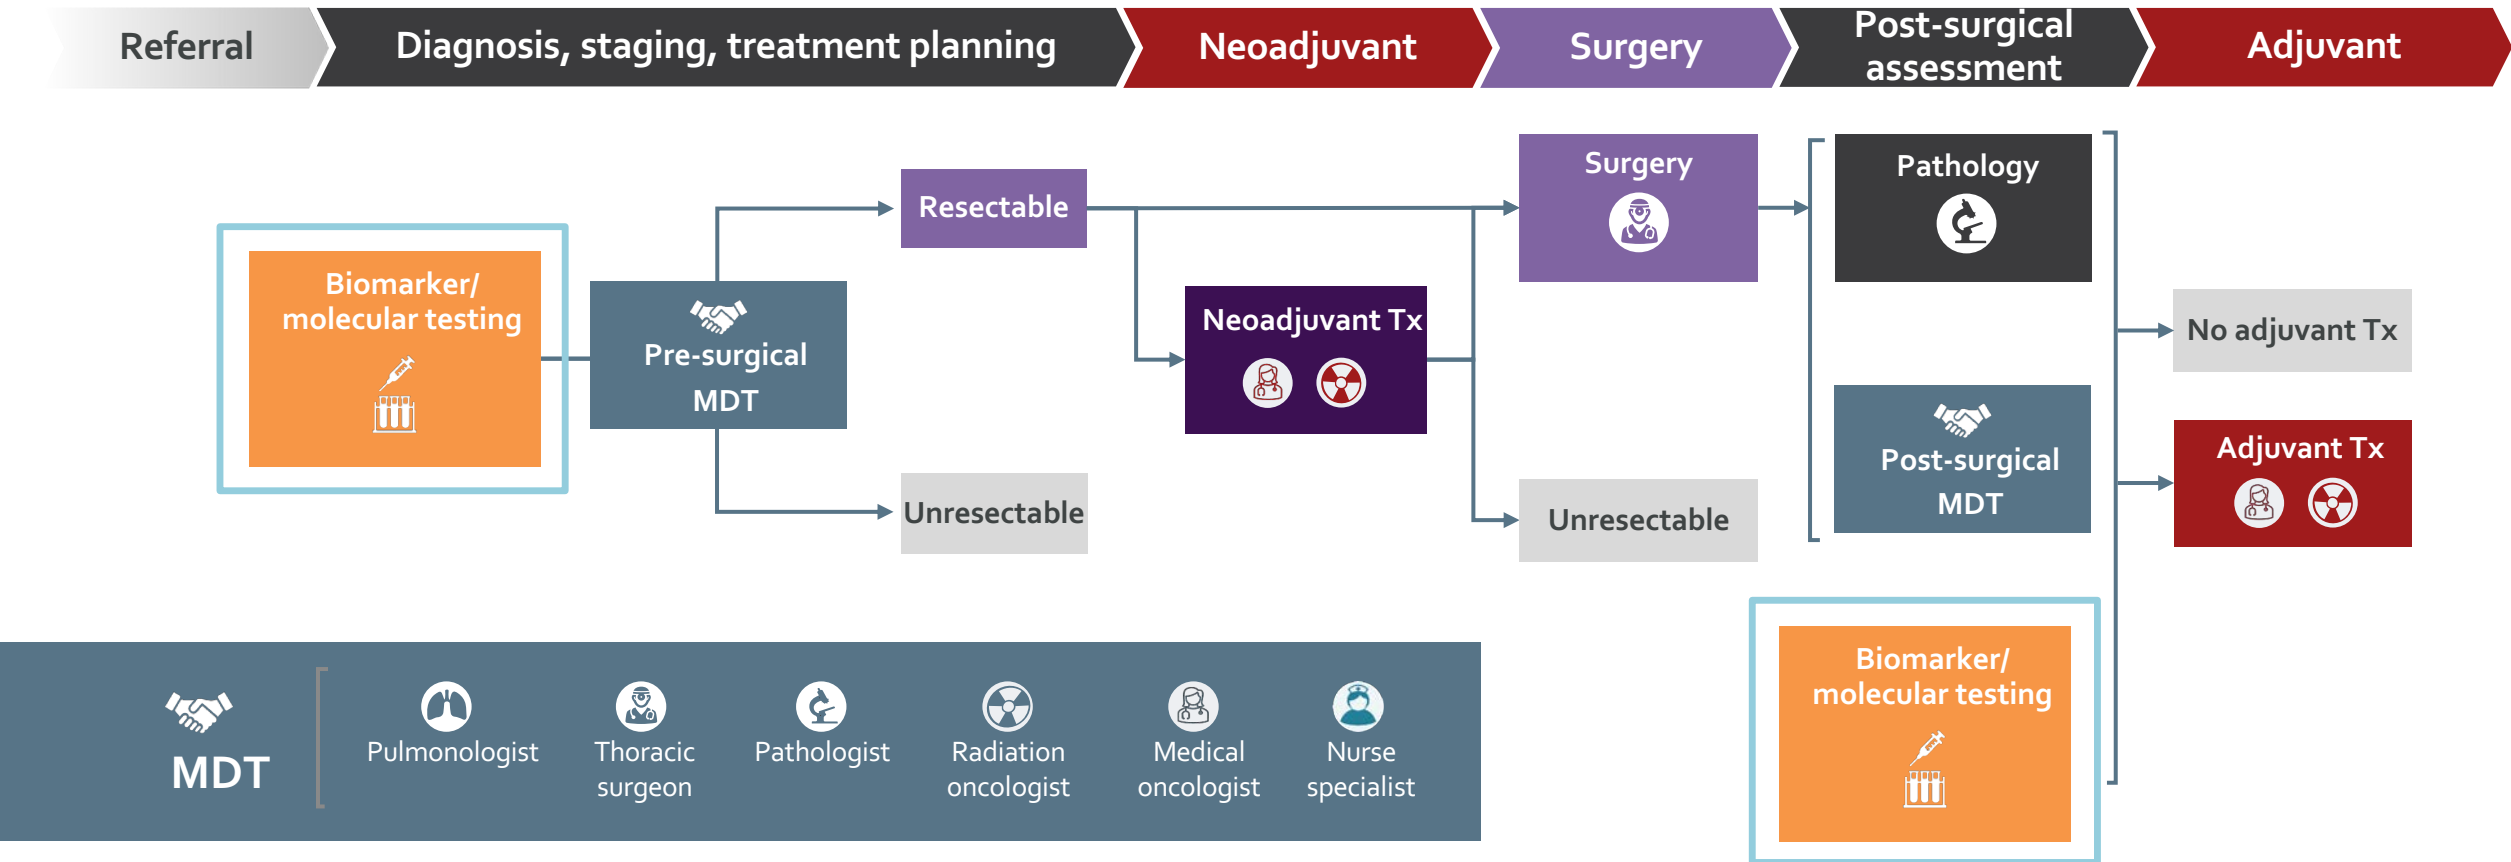 Referral
Diagnosis, staging, treatment planning
Neoadjuvant
Surgery
Post-surgical
assessment
Adjuvant
Biomarker/
molecular testing
Pre-surgical
MDT
Resectable
Unresectable
Neoadjuvant Tx
Surgery
Unresectable
Pathology
Post-surgical
MDT
Biomarker/
molecular testing
No adjuvant Tx
Adjuvant Tx
MDT
Pulmonologist
Thoracic
surgeon
Pathologist
Radiation
oncologist
Medical
oncologist
Nurse
specialist